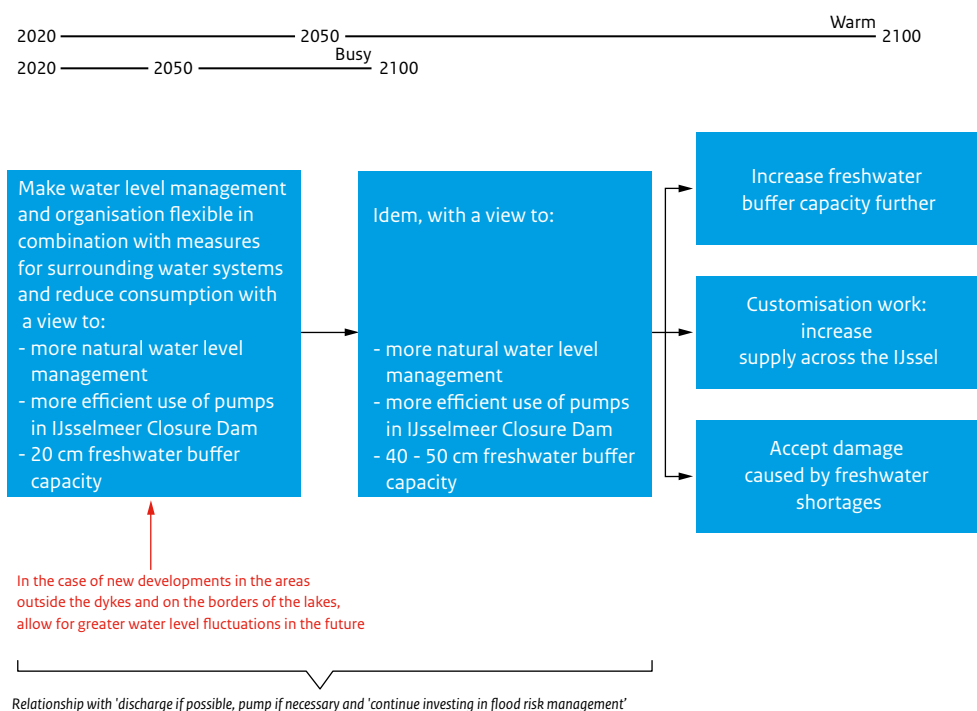 Warm
2020 2050 2100
Busy
2020 2050 2100
Make water level management
and organisation flexible in
combination with measures
for surrounding water systems
and reduce consumption with
a view to:
- more natural water level
management
- more efficient use of pumps
in IJsselmeer Closure Dam
- 20 cm freshwater buffer
capacity
Idem, with a view to:
- more natural water level
management
- more efficient use of pumps
in IJsselmeer Closure Dam
- 40 - 50 cm freshwater buffer
capacity
Increase freshwater
buffer capacity further
Customisation work:
increase
supply across the IJssel
Accept damage
caused by freshwater
shortages
In the case of new developments in the areas
outside the dykes and on the borders of the lakes,
allow for greater water level fluctuations in the future
Relationship with 'discharge if possible, pump if necessary and 'continue investing in flood risk management'